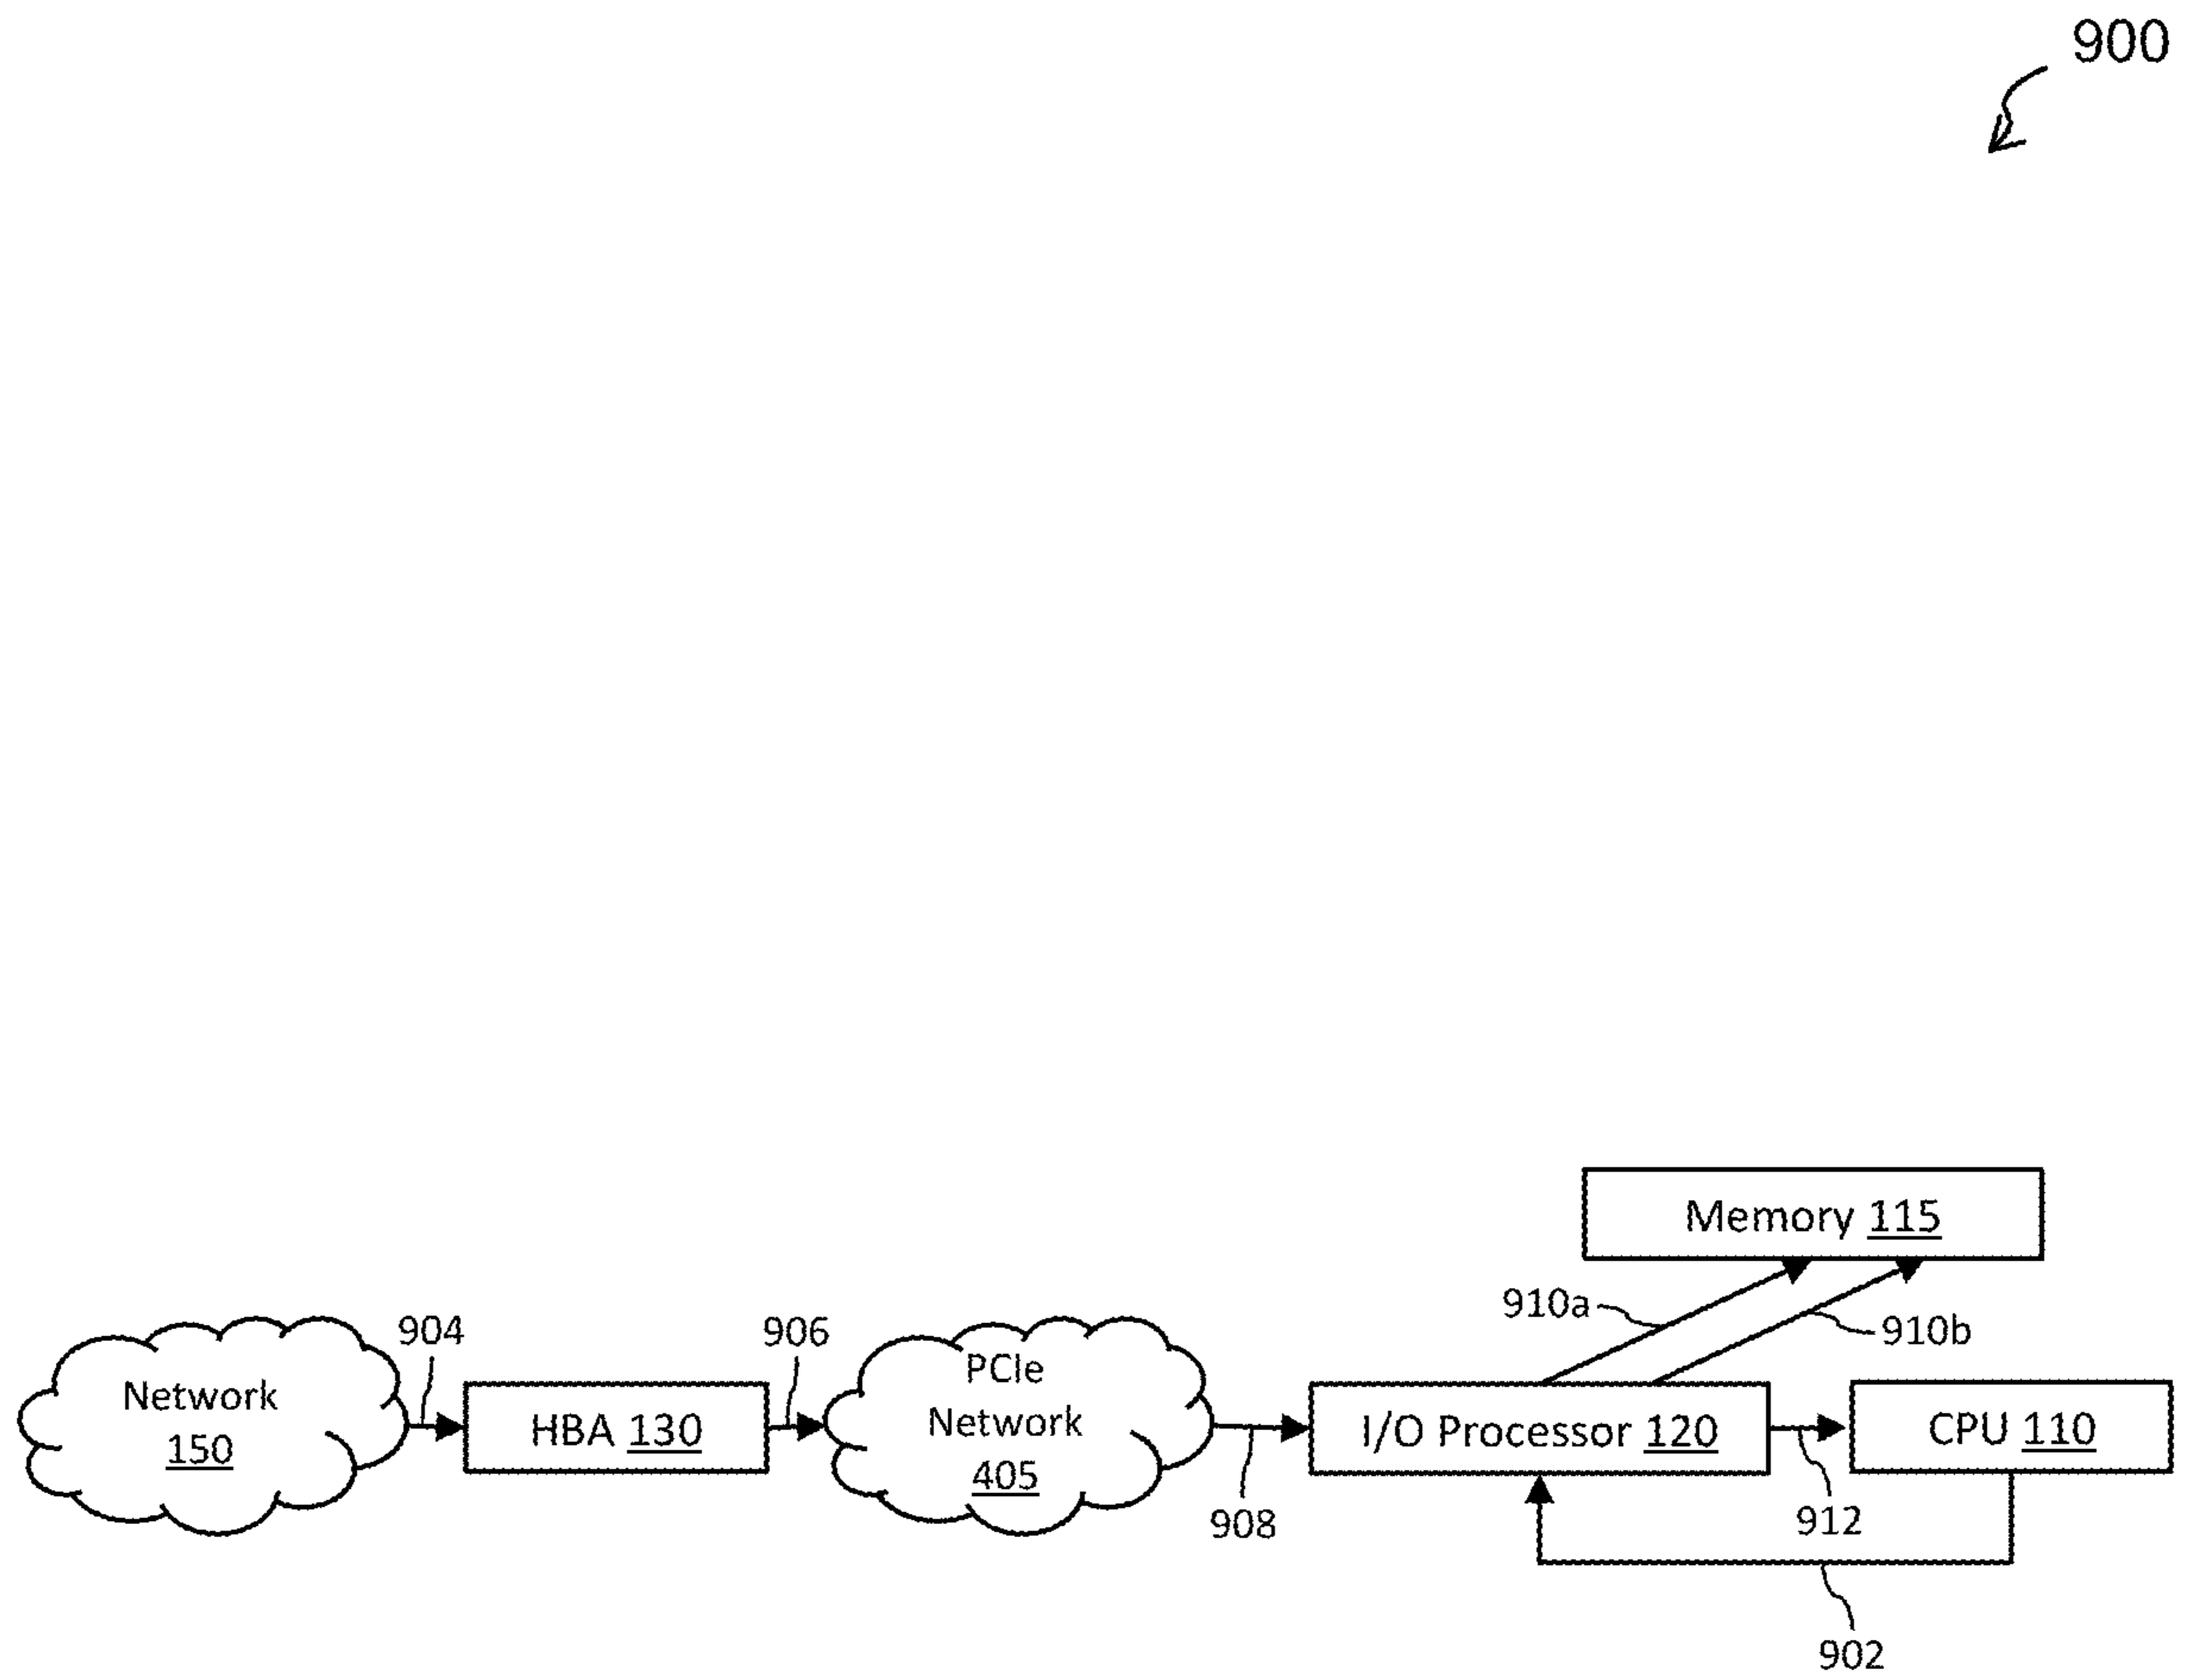 900
Memory 115
910a
910b
904
906
Network
150
HBA 130
PCIe
Network
405
I/O Processor 120
CPU 110
908
912
902